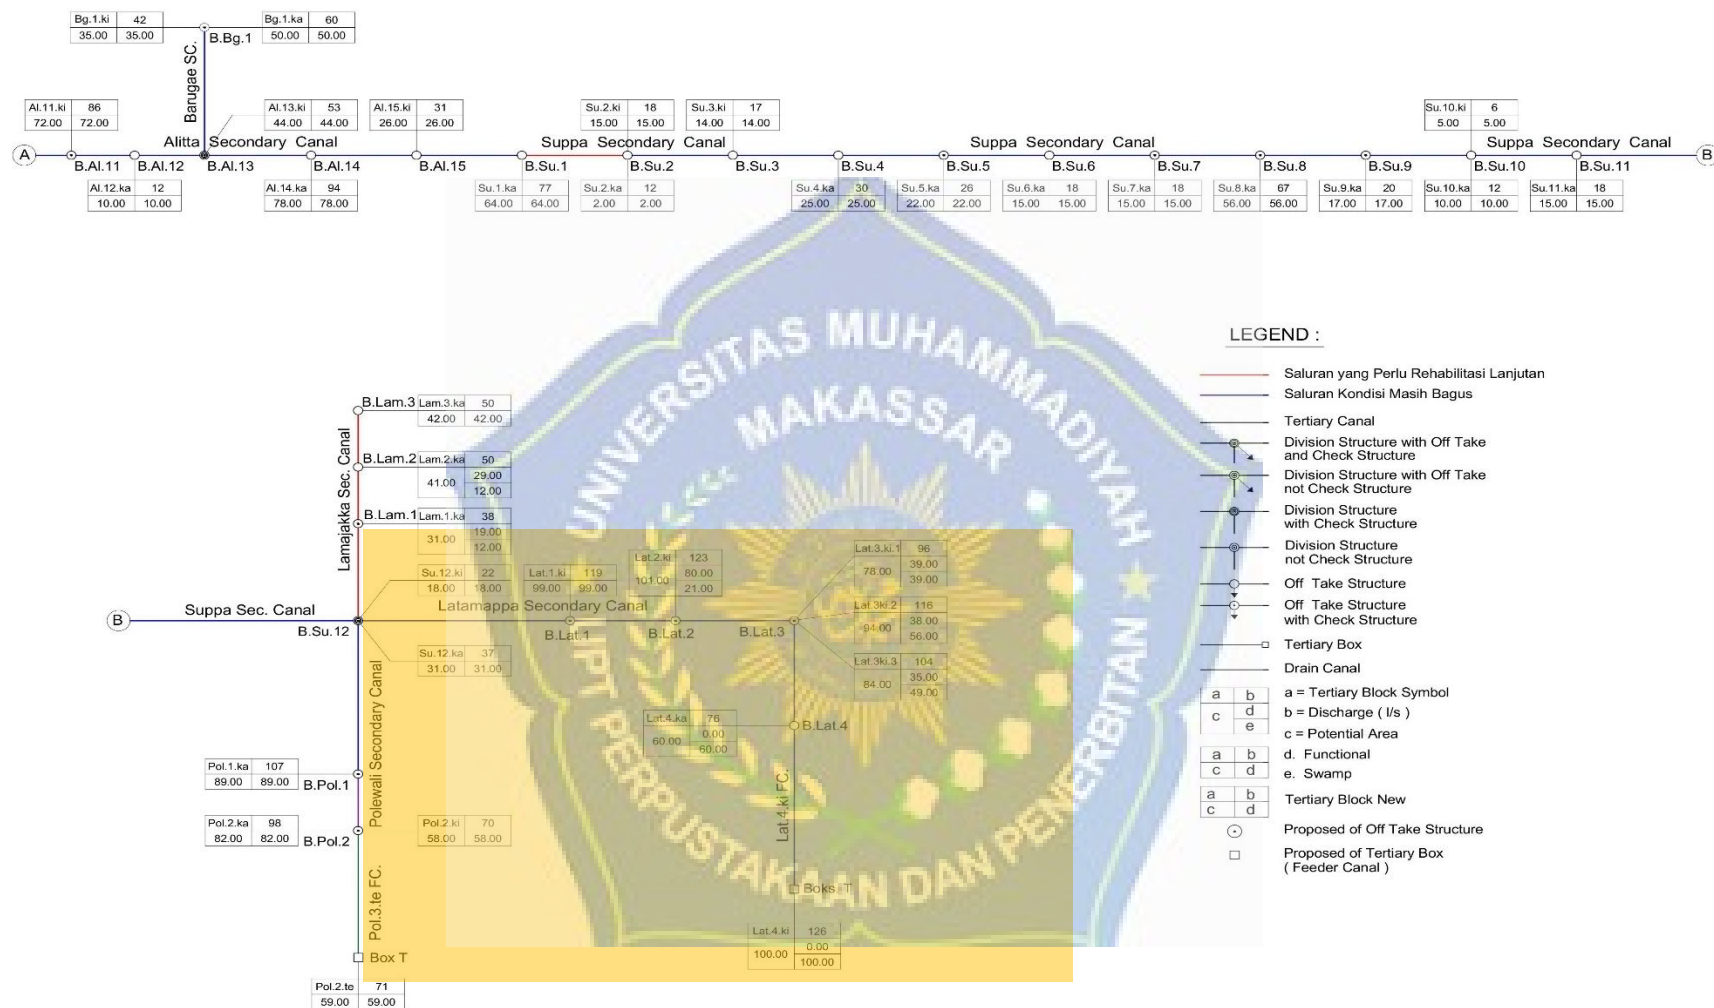 Bg.1.ki 42
35.00 35.00
Bg.1.ka 60
50.00 50.00
B.Bg.1
Barugae SC.
Al.11.ki 86
72.00 72.00
Al.13.ki 53
44.00 44.00
Al.15.ki 31
26.00 26.00
Su.2.ki 18
15.00 15.00
Su.3.ki 17
14.00 14.00
Su.10.ki 6
5.00 5.00
Alitta Secondary Canal
Suppa Secondary Canal
Suppa Secondary Canal
Suppa Secondary Canal
A
B
B.Al.11
B.Al.12
B.Al.13
B.Al.14
B.Al.15
B.Su.1
B.Su.2
B.Su.3
B.Su.4
B.Su.5
B.Su.6
B.Su.7
B.Su.8
B.Su.9
B.Su.10
B.Su.11
Al.12.ka 12
10.00 10.00
Al.14.ka 94
78.00 78.00
Su.1.ka 77
64.00 64.00
Su.2.ka 12
2.00 2.00
Su.4.ka 30
25.00 25.00
Su.5.ka 26
22.00 22.00
Su.6.ka 18
15.00 15.00
Su.7.ka 18
15.00 15.00
Su.8.ka 67
56.00 56.00
Su.9.ka 20
17.00 17.00
Su.10.ka 12
10.00 10.00
Su.11.ka 18
15.00 15.00
UNIVERSITAS MUHAMMADIYAH
MAKASSAR
UPT PERPUSTAKAAN DAN PENERBITAN
B.Lam.3
Lam.3.ka 50
42.00 42.00
B.Lam.2
Lam.2.ka 50
41.00 29.00
12.00
B.Lam.1
Lam.1.ka 38
31.00 19.00
12.00
Lamajakka Sec. Canal
Su.12.ki 22
18.00 18.00
Lat.1.ki 119
99.00 99.00
Lat.2.ki 123
101.00 80.00
21.00
Lat.3.ki.1 96
78.00 39.00
39.00
Lat.3ki.2 116
94.00 38.00
56.00
Lat.3ki.3 104
84.00 35.00
49.00
B
Suppa Sec. Canal
Latamappa Secondary Canal
B.Su.12
B.Lat.1
B.Lat.2
B.Lat.3
Su.12.ka 37
31.00 31.00
Lat.4.ka 76
60.00 0.00
60.00
B.Lat.4
Lat.4.ki FC.
Boks. T
Lat.4.ki 126
100.00 0.00
100.00
Polewali Secondary Canal
Pol.1.ka 107
89.00 89.00
B.Pol.1
Pol.2.ka 98
82.00 82.00
B.Pol.2
Pol.2.ki 70
58.00 58.00
Pol.3.te FC.
Box T
Pol.2.te 71
59.00 59.00
LEGEND :
Saluran yang Perlu Rehabilitasi Lanjutan
Saluran Kondisi Masih Bagus
Tertiary Canal
Division Structure with Off Take
and Check Structure
Division Structure with Off Take
not Check Structure
Division Structure
with Check Structure
Division Structure
not Check Structure
Off Take Structure
Off Take Structure
with Check Structure
Tertiary Box
Drain Canal
a b
c d
e
a = Tertiary Block Symbol
b = Discharge ( l/s )
c = Potential Area
a b
c d
d. Functional
e. Swamp
a b
c d
Tertiary Block New
Proposed of Off Take Structure
Proposed of Tertiary Box
( Feeder Canal )